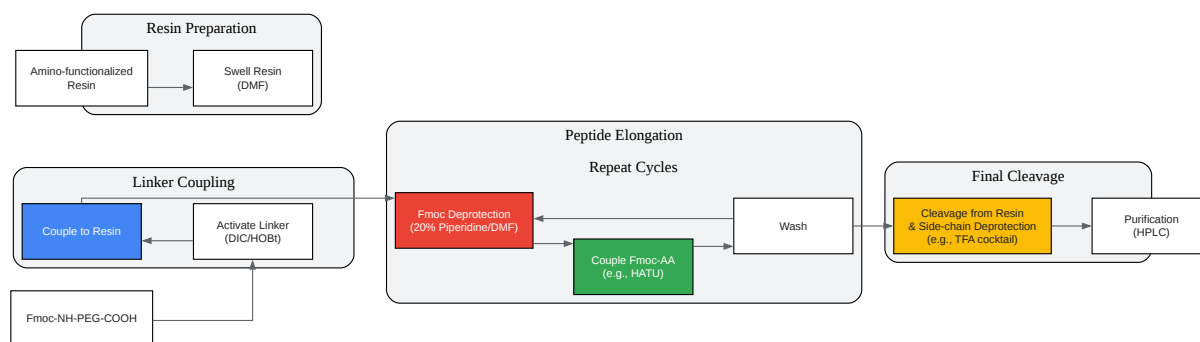 Resin Preparation
Amino-functionalized
Resin
Swell Resin
(DMF)
Linker Coupling
Couple to Resin
Activate Linker
(DIC/HOBt)
Fmoc-NH-PEG-COOH
Peptide Elongation
Repeat Cycles
Fmoc Deprotection
(20% Piperidine/DMF)
Couple Fmoc-AA
(e.g., HATU)
Wash
Final Cleavage
Cleavage from Resin
& Side-chain Deprotection
(e.g., TFA cocktail)
Purification
(HPLC)